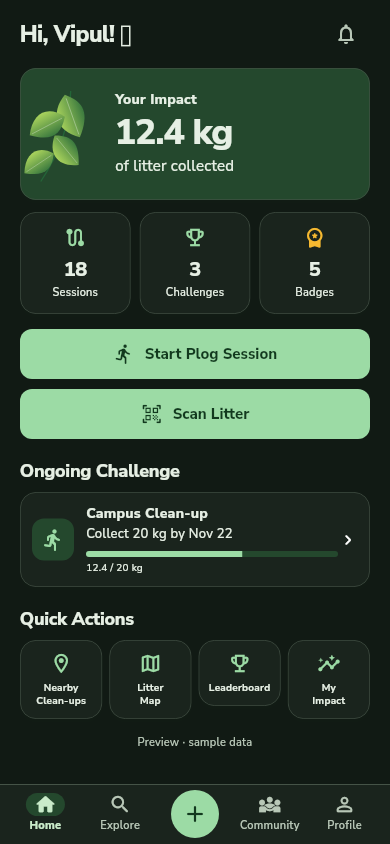 Hi, Vipul!
Your Impact
12.4 kg
of litter collected
18
Sessions
3
Challenges
5
Badges
Start Plog Session
Scan Litter
Ongoing Challenge
Campus Clean-up
Collect 20 kg by Nov 22
12.4 / 20 kg
Quick Actions
Nearby
Clean-ups
Litter
Map
Leaderboard
My
Impact
Preview · sample data
Home
Explore
Community
Profile